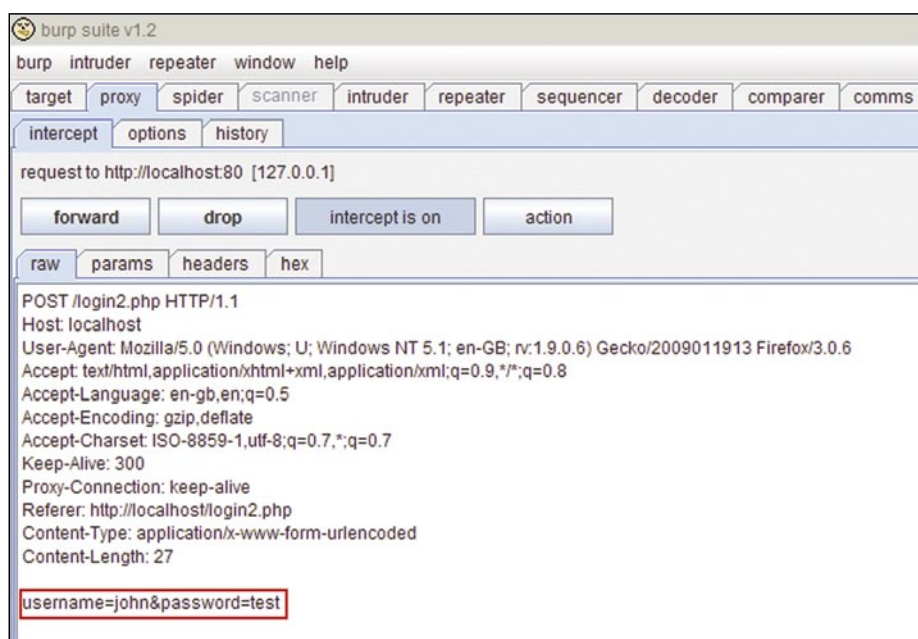 burp suite v1.2
burp intruder repeater window help
target proxy spider scanner intruder repeater sequencer decoder comparer comms
intercept options history
request to http://localhost:80 [127.0.0.1]
forward drop intercept is on action
raw params headers hex
POST /login2.php HTTP/1.1
Host: localhost
User-Agent: Mozilla/5.0 (Windows; U; Windows NT 5.1; en-GB; rv:1.9.0.6) Gecko/2009011913 Firefox/3.0.6
Accept: text/html,application/xhtml+xml,application/xml;q=0.9,*/*;q=0.8
Accept-Language: en-gb,en;q=0.5
Accept-Encoding: gzip,deflate
Accept-Charset: ISO-8859-1,utf-8;q=0.7,*;q=0.7
Keep-Alive: 300
Proxy-Connection: keep-alive
Referer: http://localhost/login2.php
Content-Type: application/x-www-form-urlencoded
Content-Length: 27
username=john&password=test